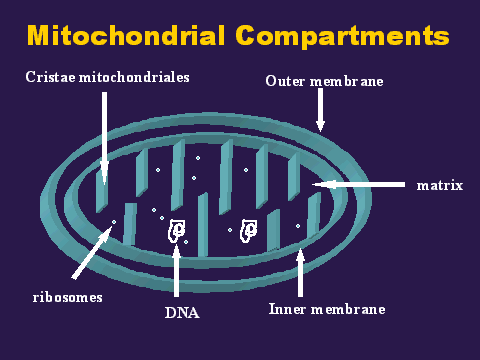 Mitochondrial Compartments
Cristae mitochondriales
Outer membrane
matrix
ribosomes
DNA
Inner membrane